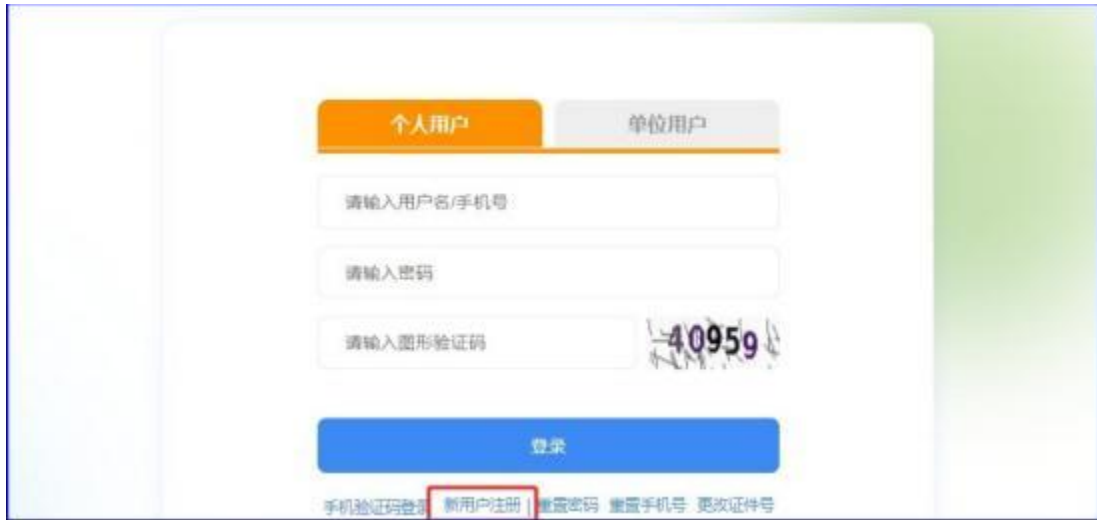 个人用户 单位用户
请输入用户名/手机号
请输入密码
请输入图形验证码 40959
登录
手机验证码登录 新用户注册 | 重置密码 重置手机号 更改证件号